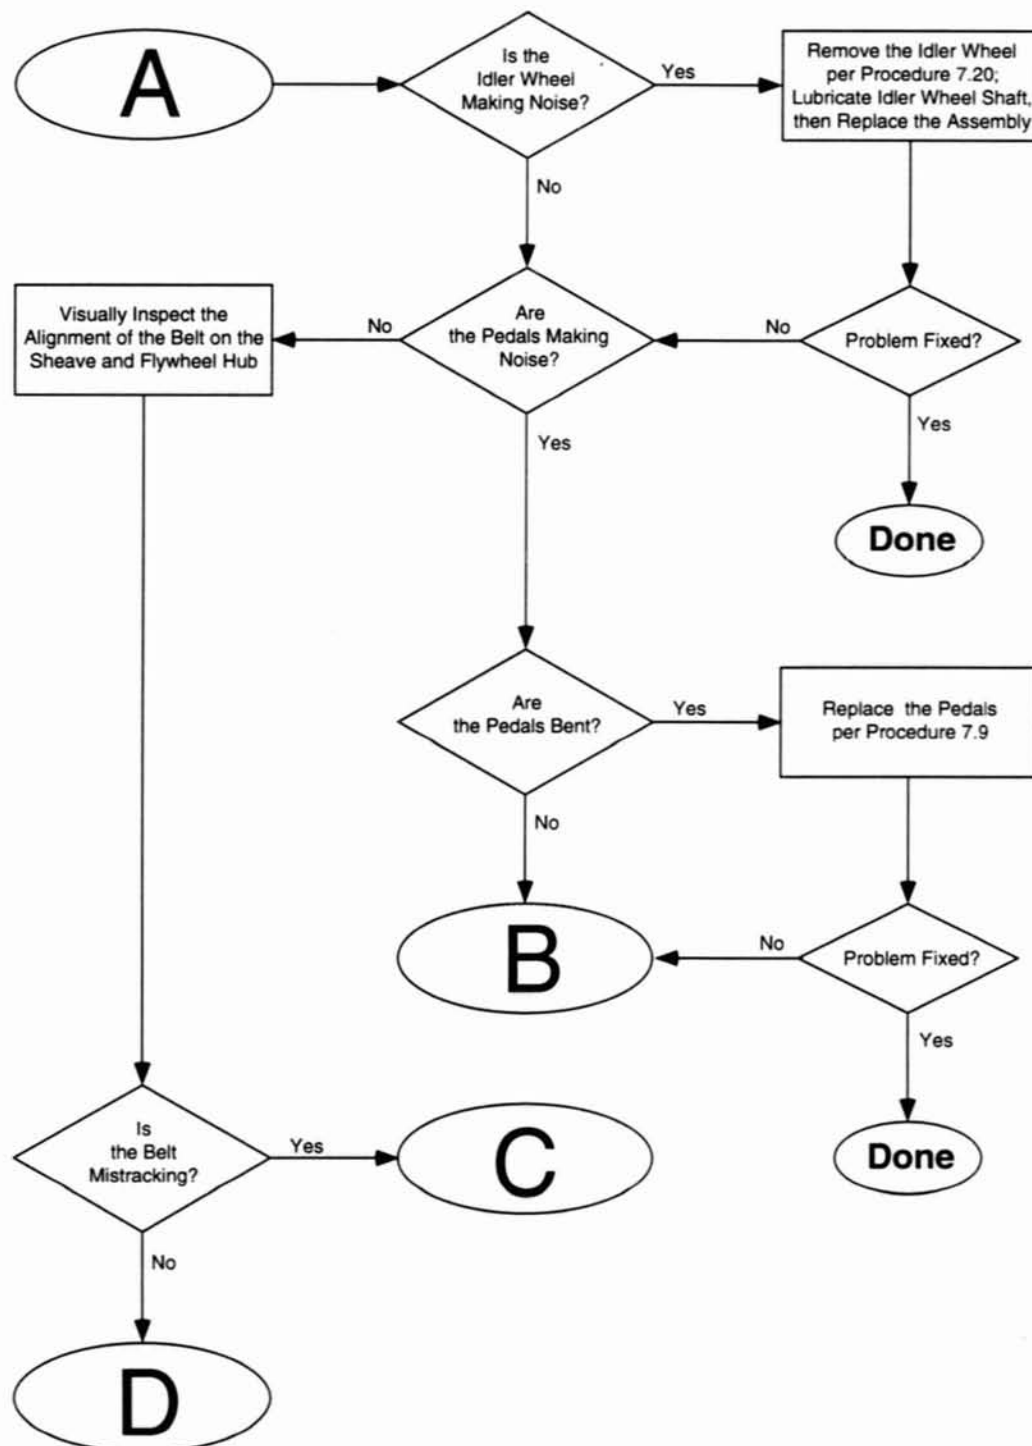 A
Is the
Idler Wheel
Making Noise?
Yes
Remove the Idler Wheel
per Procedure 7.20;
Lubricate Idler Wheel Shaft,
then Replace the Assembly
No
Visually Inspect the
Alignment of the Belt on the
Sheave and Flywheel Hub
No
Are
the Pedals Making
Noise?
No
Problem Fixed?
Yes
Yes
Done
Are
the Pedals Bent?
Yes
Replace the Pedals
per Procedure 7.9
No
B
No
Problem Fixed?
Yes
Is
the Belt
Mistracking?
Yes
C
Done
No
D